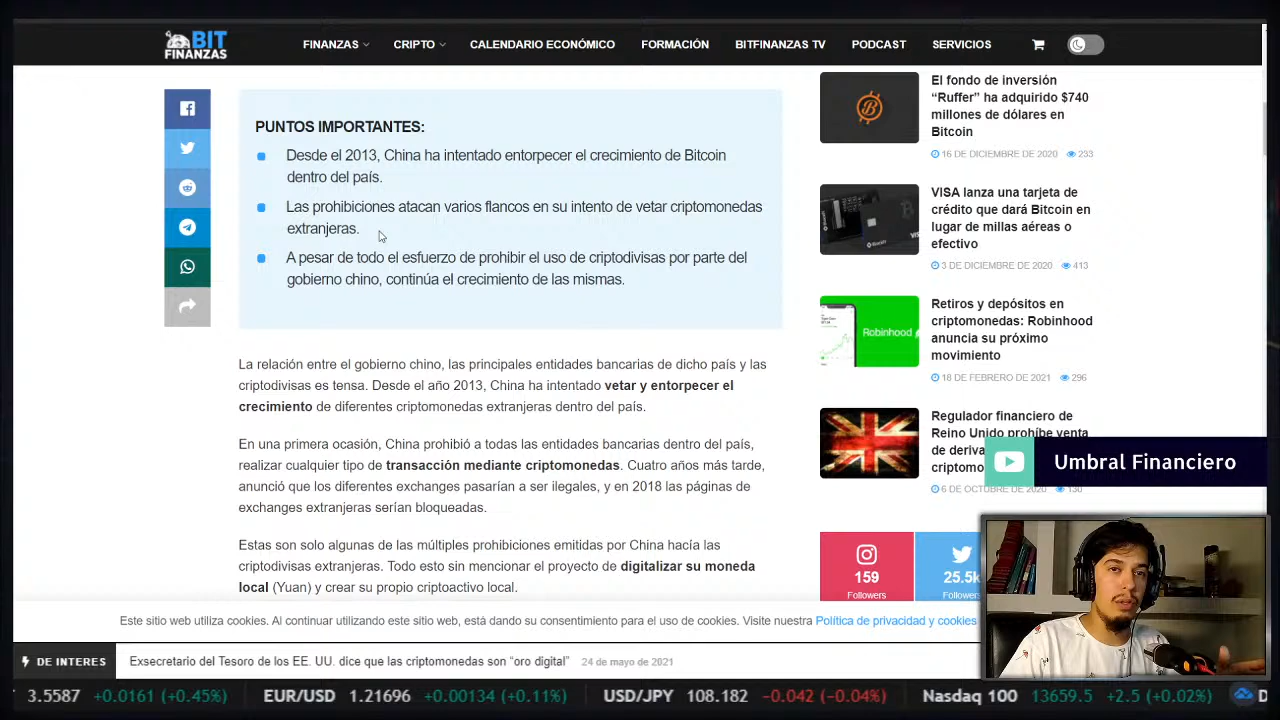 BIT
FINANZAS
FINANZAS
CRIPTO
CALENDARIO ECONÓMICO
FORMACIÓN
BITFINANZAS TV
PODCAST
SERVICIOS
PUNTOS IMPORTANTES:
Desde el 2013, China ha intentado entorpecer el crecimiento de Bitcoin
dentro del país.
Las prohibiciones atacan varios flancos en su intento de vetar criptomonedas
extranjeras.
A pesar de todo el esfuerzo de prohibir el uso de criptodivisas por parte del
gobierno chino, continúa el crecimiento de las mismas.
La relación entre el gobierno chino, las principales entidades bancarias de dicho país y las
criptodivisas es tensa. Desde el año 2013, China ha intentado vetar y entorpecer el
crecimiento de diferentes criptomonedas extranjeras dentro del país.
En una primera ocasión, China prohibió a todas las entidades bancarias dentro del país,
realizar cualquier tipo de transacción mediante criptomonedas. Cuatro años más tarde,
anunció que los diferentes exchanges pasarían a ser ilegales, y en 2018 las páginas de
exchanges extranjeras serían bloqueadas.
Estas son solo algunas de las múltiples prohibiciones emitidas por China hacía las
criptodivisas extranjeras. Todo esto sin mencionar el proyecto de digitalizar su moneda
local (Yuan) y crear su propio criptoactivo local.
El fondo de inversión
“Ruffer” ha adquirido $740
millones de dólares en
Bitcoin
16 DE DICIEMBRE DE 2020 233
VISA lanza una tarjeta de
crédito que dará Bitcoin en
lugar de millas aéreas o
efectivo
3 DE DICIEMBRE DE 2020 413
Robinhood
Retiros y depósitos en
criptomonedas: Robinhood
anuncia su próximo
movimiento
18 DE FEBRERO DE 2021 296
Regulador financiero de
Reino Unido prohíbe venta
de deriva
criptomo
6 DE OCTUBRE DE 2020 130
Umbral Financiero
159
Followers
25.5k
Followers
Este sitio web utiliza cookies. Al continuar utilizando este sitio web, está dando su consentimiento para el uso de cookies. Visite nuestra Política de privacidad y cookies
DE INTERES
Exsecretario del Tesoro de los EE. UU. dice que las criptomonedas son “oro digital” 24 de mayo de 2021
3.5587 +0.0161 (+0.45%) EUR/USD 1.21696 +0.00134 (+0.11%) USD/JPY 108.182 −0.042 (−0.04%) Nasdaq 100 13659.5 +2.5 (+0.02%) D